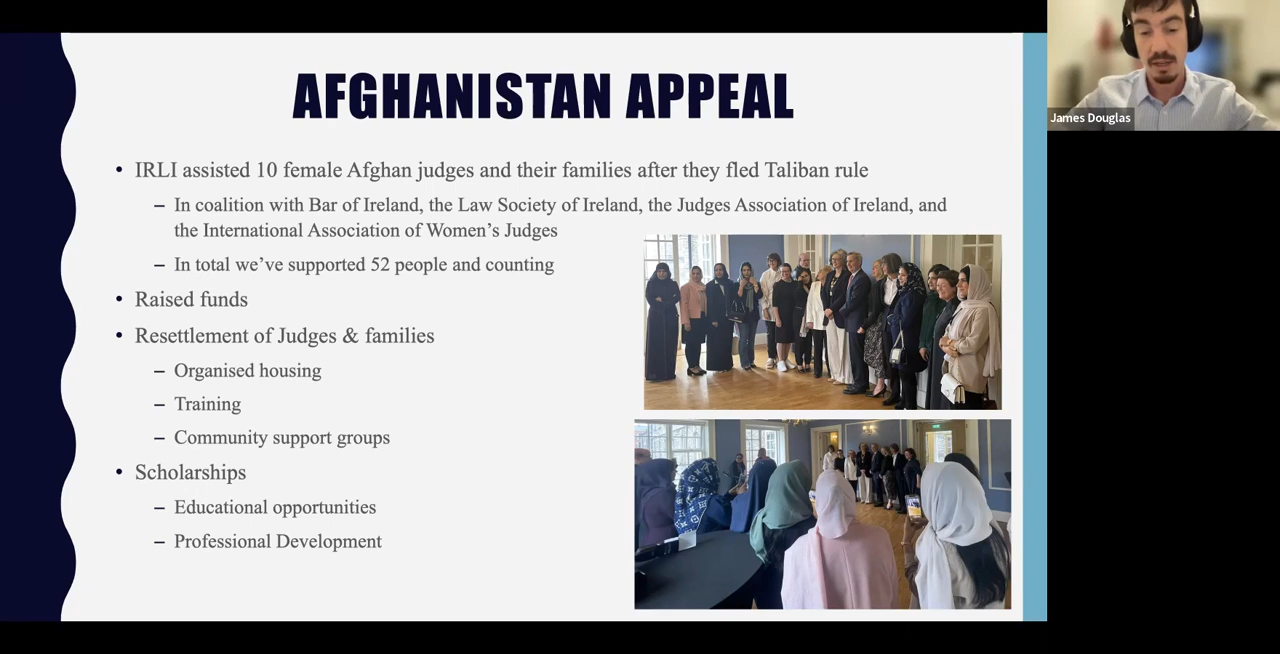 AFGHANISTAN APPEAL
James Douglas
• IRLI assisted 10 female Afghan judges and their families after they fled Taliban rule
– In coalition with Bar of Ireland, the Law Society of Ireland, the Judges Association of Ireland, and
the International Association of Women’s Judges
– In total we’ve supported 52 people and counting
• Raised funds
• Resettlement of Judges & families
– Organised housing
– Training
– Community support groups
• Scholarships
– Educational opportunities
– Professional Development